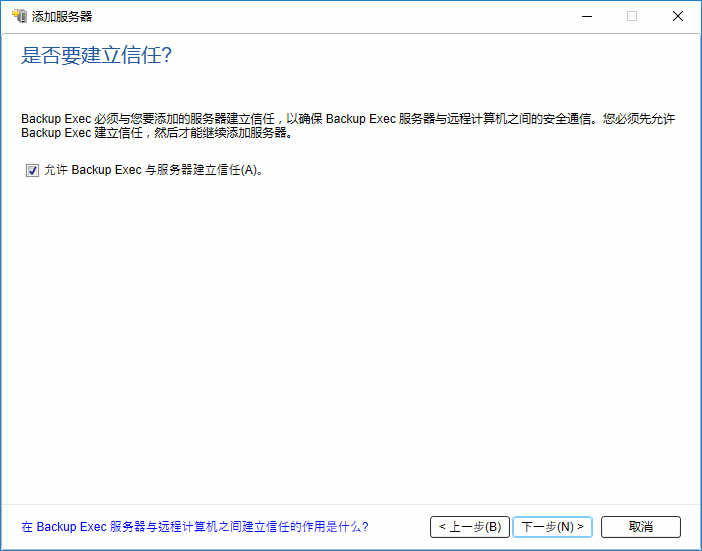 添加服务器
是否要建立信任?
Backup Exec 必须与您要添加的服务器建立信任，以确保 Backup Exec 服务器与远程计算机之间的安全通信。您必须先允许
Backup Exec 建立信任，然后才能继续添加服务器。
允许 Backup Exec 与服务器建立信任(A)。
在 Backup Exec 服务器与远程计算机之间建立信任的作用是什么?
< 上一步(B)
下一步(N) >
取消